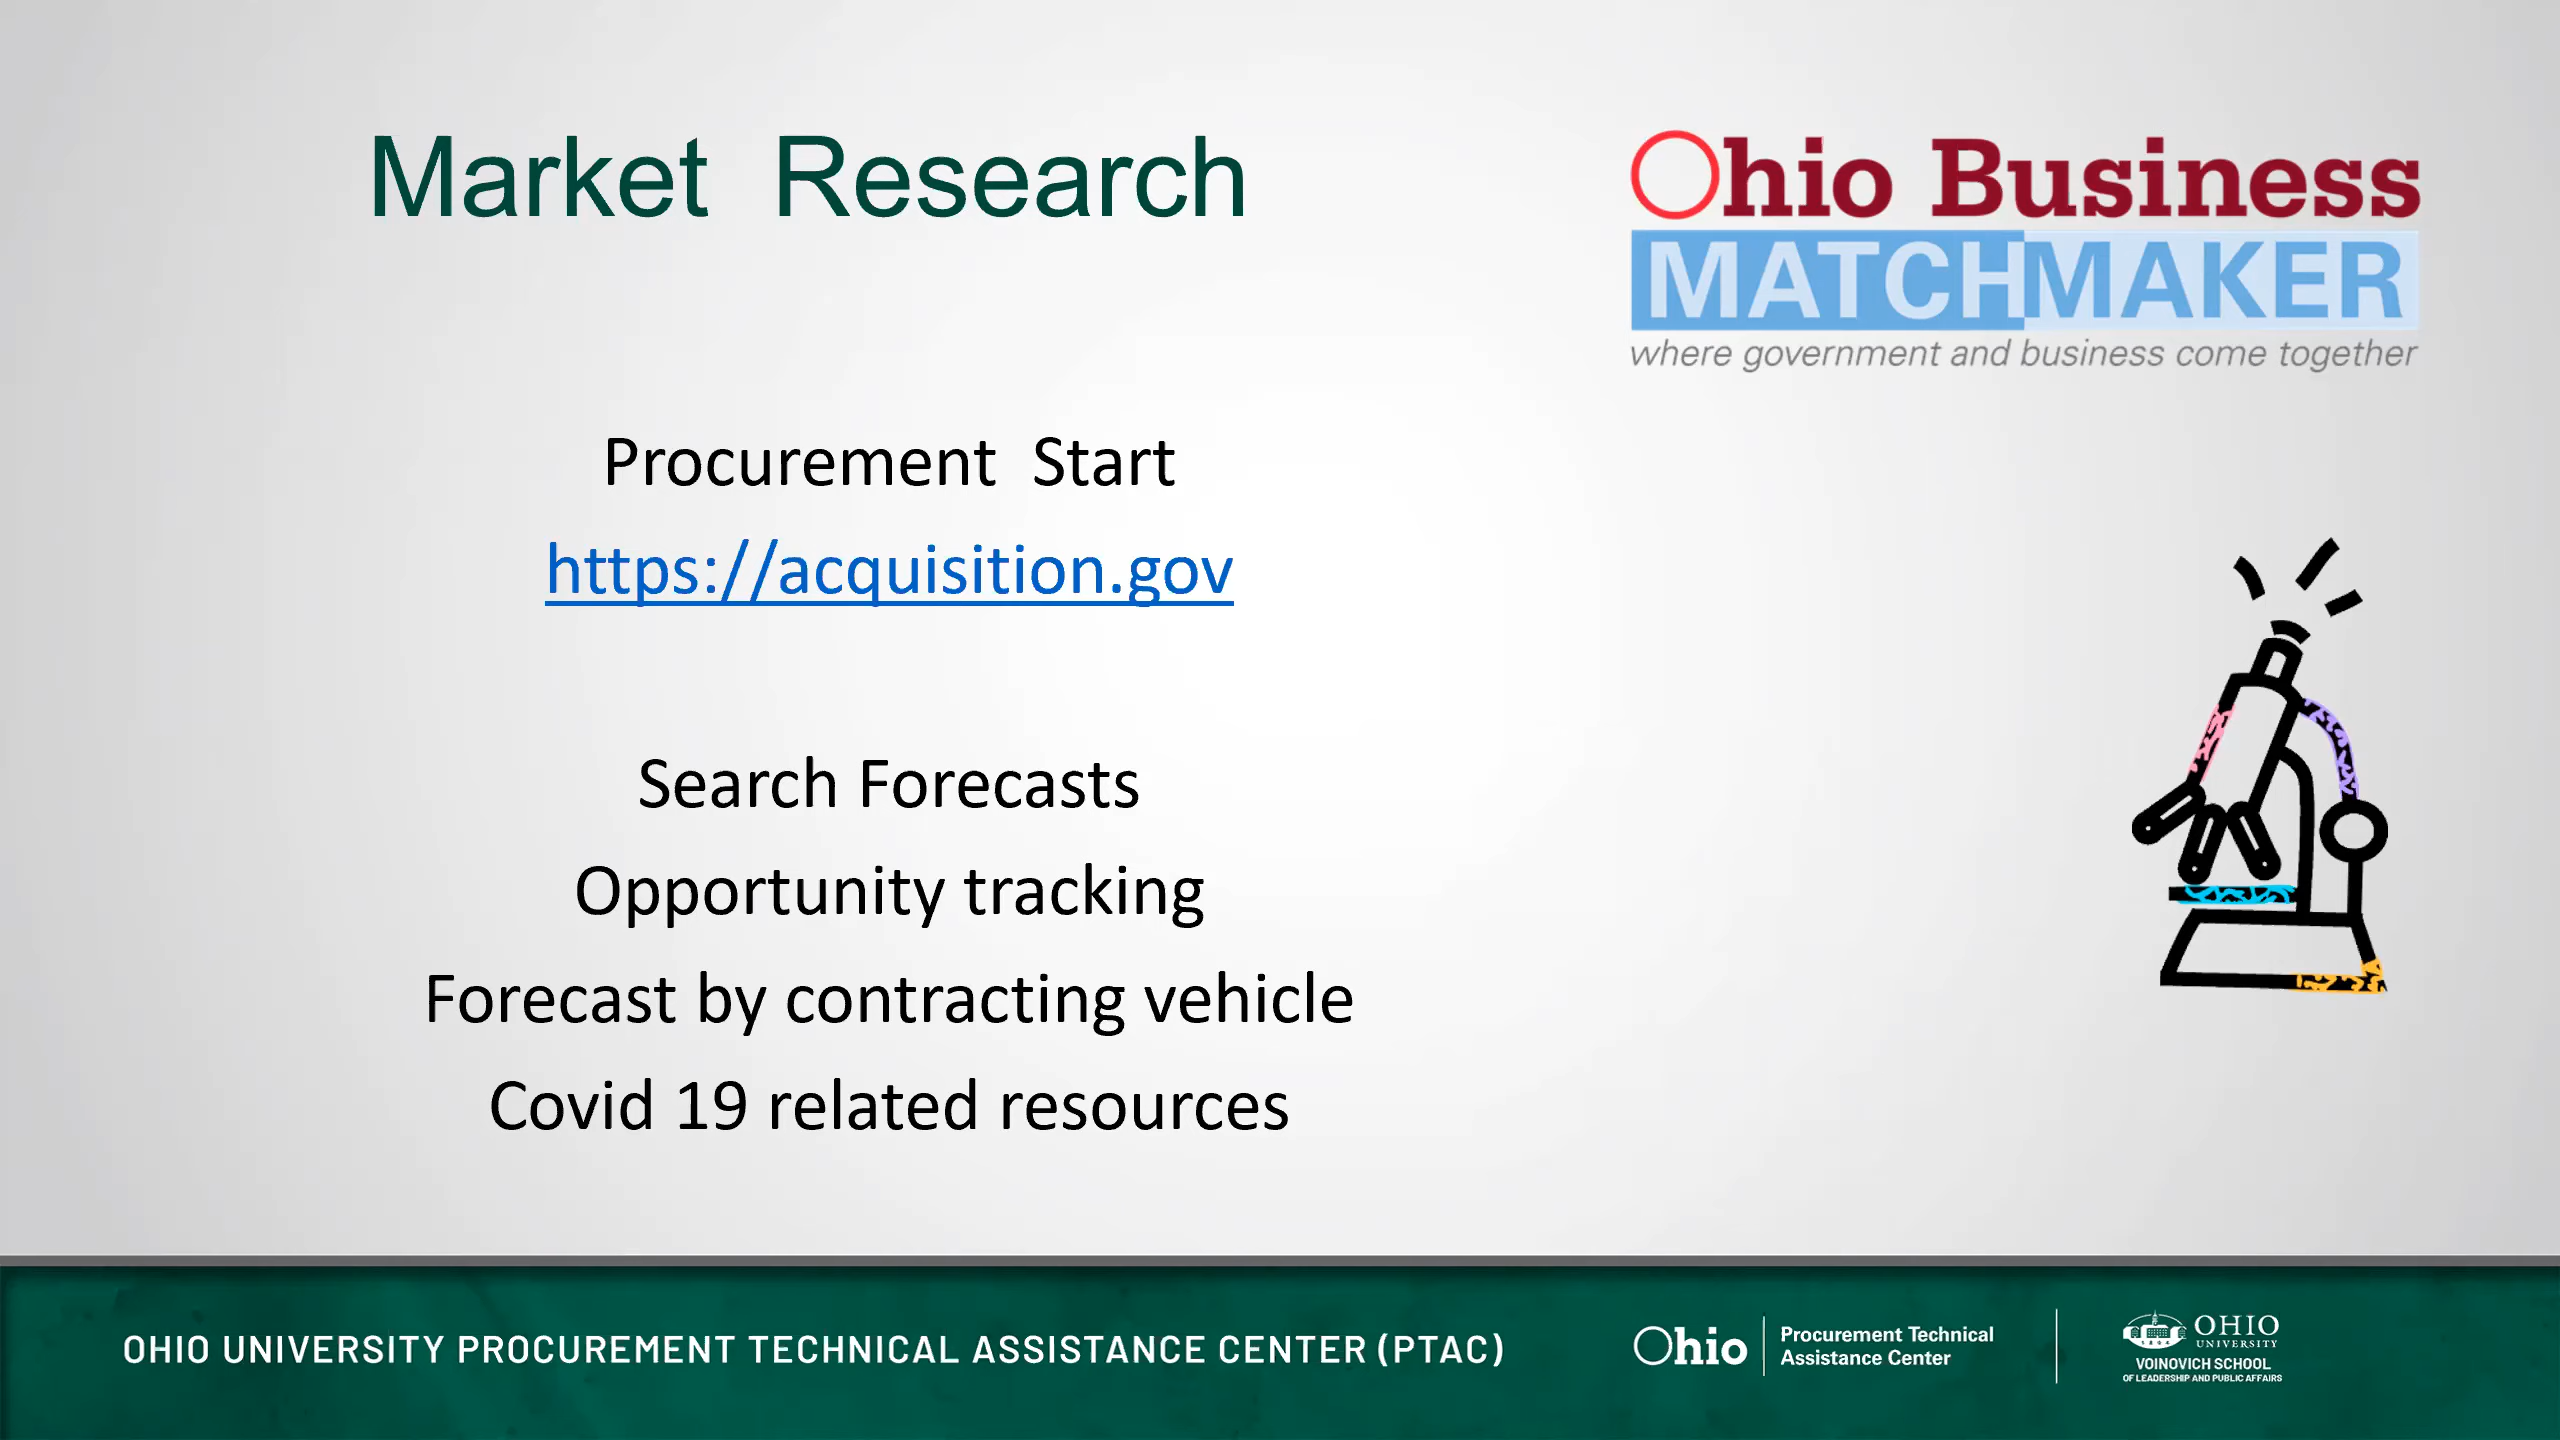 Market Research
Ohio Business
MATCHMAKER
where government and business come together
Procurement Start
https://acquisition.gov
Search Forecasts
Opportunity tracking
Forecast by contracting vehicle
Covid 19 related resources
OHIO UNIVERSITY PROCUREMENT TECHNICAL ASSISTANCE CENTER (PTAC)
Ohio
Procurement Technical
Assistance Center
OHIO
UNIVERSITY
VOINOVICH SCHOOL
OF LEADERSHIP AND PUBLIC AFFAIRS